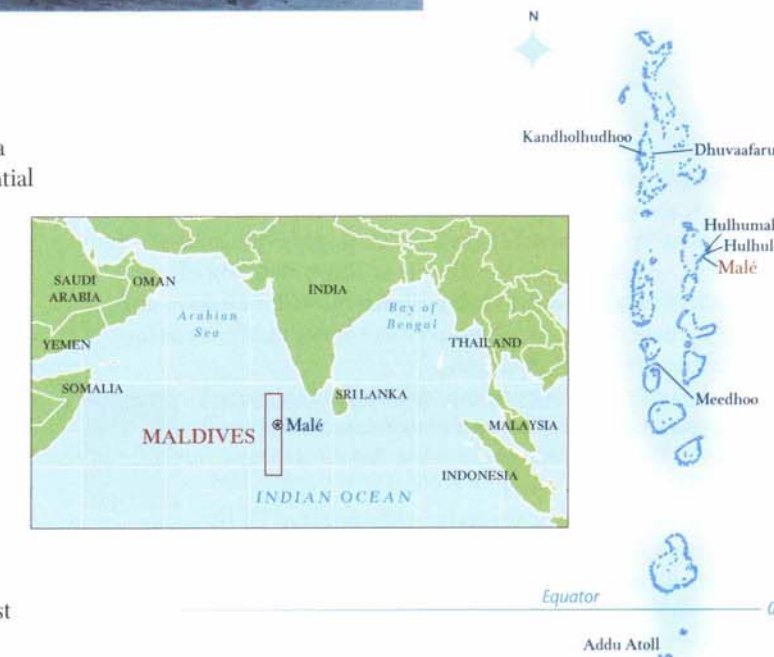 N
Kandholhudhoo
Dhuvaafaru
Hulhumal
Hulhul
Malé
Meedhoo
Equator
Addu Atoll
a
tial
SAUDI
ARABIA
OMAN
INDIA
Arabian
Sea
Bay of
Bengal
YEMEN
THAILAND
SOMALIA
SRI LANKA
Malé
MALDIVES
MALAYSIA
INDONESIA
INDIAN OCEAN
st